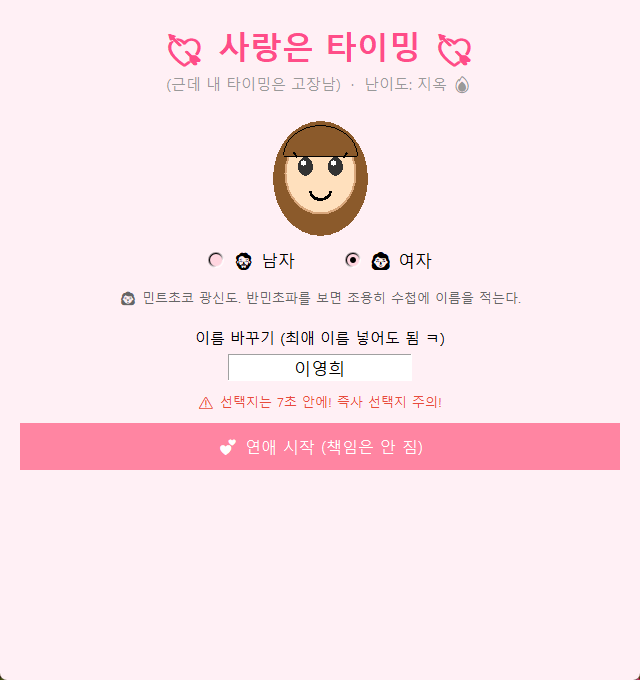 💘 사랑은 타이밍 💘
(근데 내 타이밍은 고장남) · 난이도: 지옥 🔥
🧔 남자 👩 여자
👩 민트초코 광신도. 반민초파를 보면 조용히 수첩에 이름을 적는다.
이름 바꾸기 (최애 이름 넣어도 됨 ㅋ)
이영희
⚠ 선택지는 7초 안에! 즉사 선택지 주의!
💕 연애 시작 (책임은 안 짐)